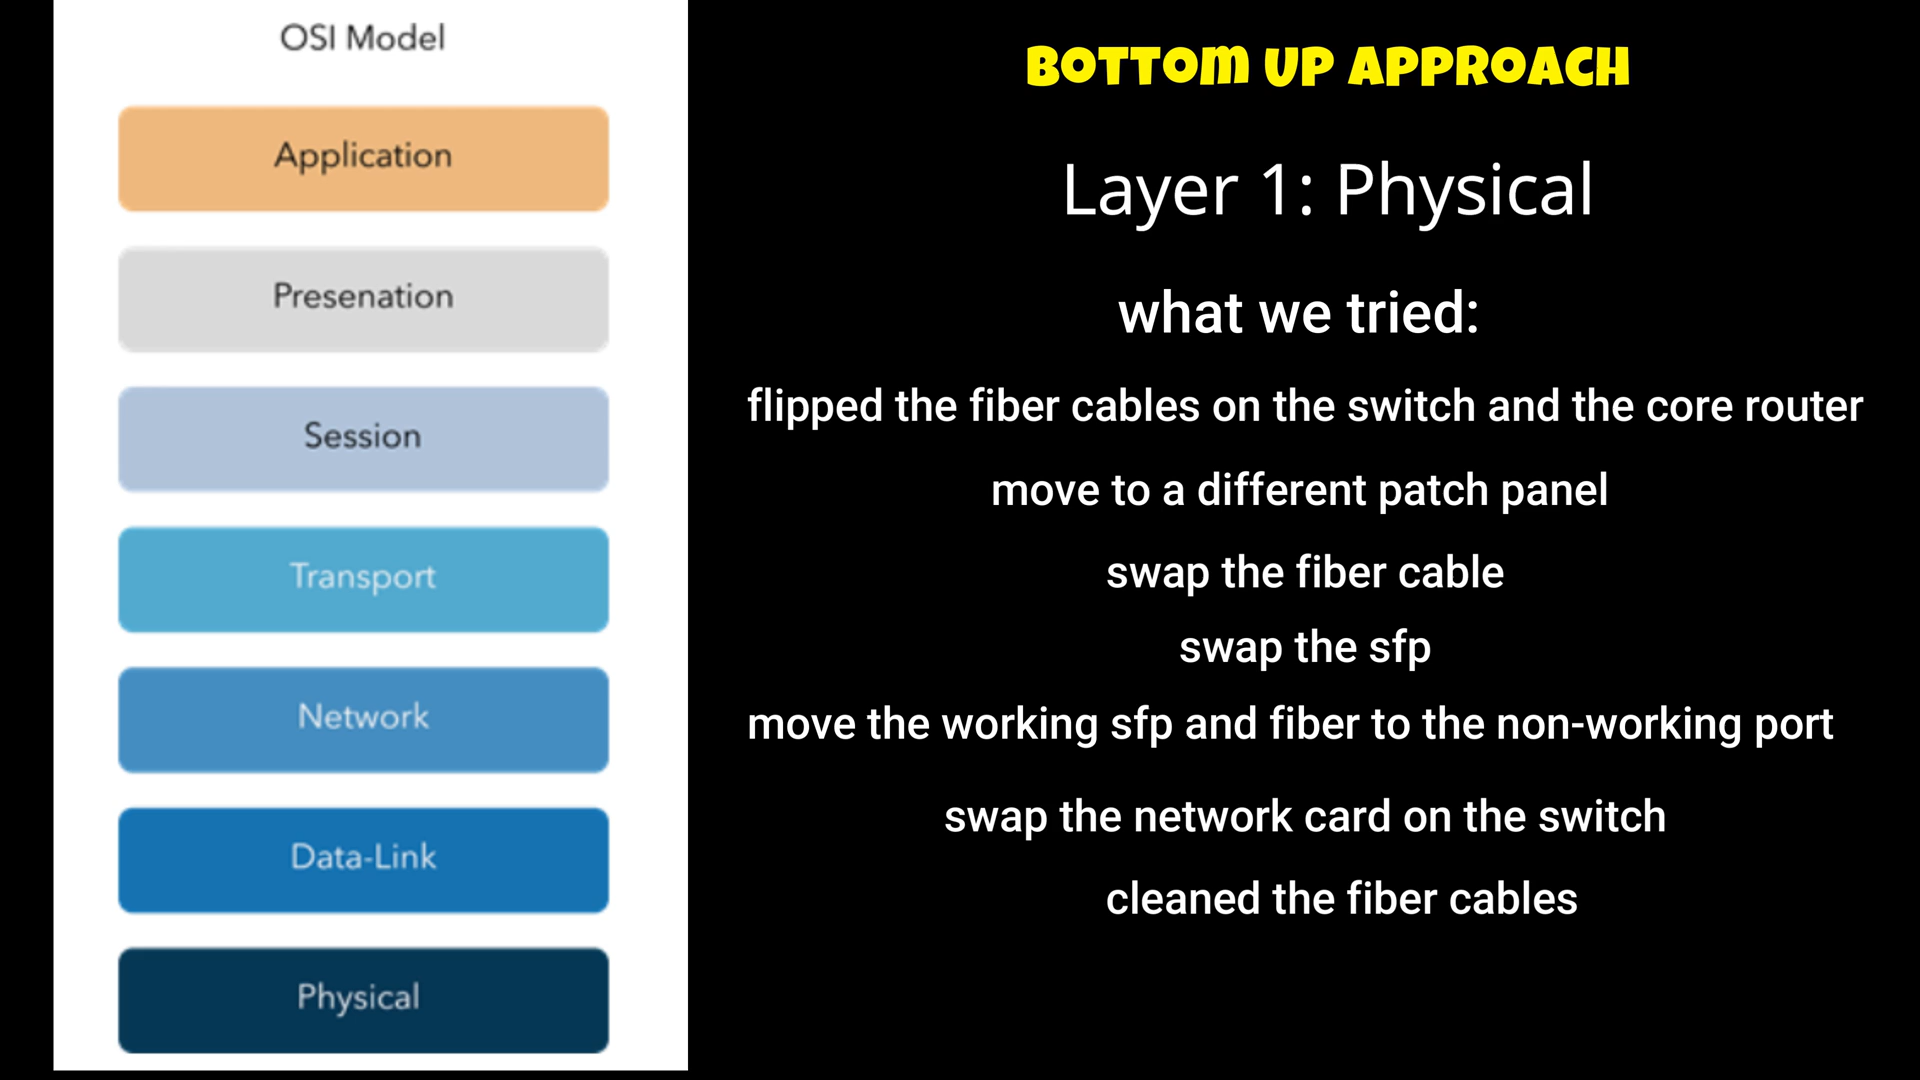 OSI Model
Application
Presenation
Session
Transport
Network
Data-Link
Physical
BOTTOM UP APPROACH
Layer 1: Physical
what we tried:
flipped the fiber cables on the switch and the core router
move to a different patch panel
swap the fiber cable
swap the sfp
move the working sfp and fiber to the non-working port
swap the network card on the switch
cleaned the fiber cables